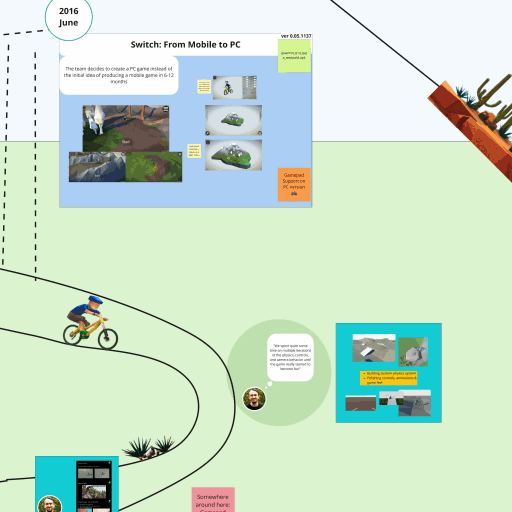 2016
June
ver 0.05.1137
Switch: From Mobile to PC
The team decides to create a PC game instead of
the initial idea of producing a mobile game in 6-12
months
Gamepad
Support on
PC version
"We spent quite some
time on multiple iterations
of the physics, controls,
and camera behavior until
the game really started to
become fun"
Building custom physics system
Polishing controls, animations &
game feel
Somewhere
around here: